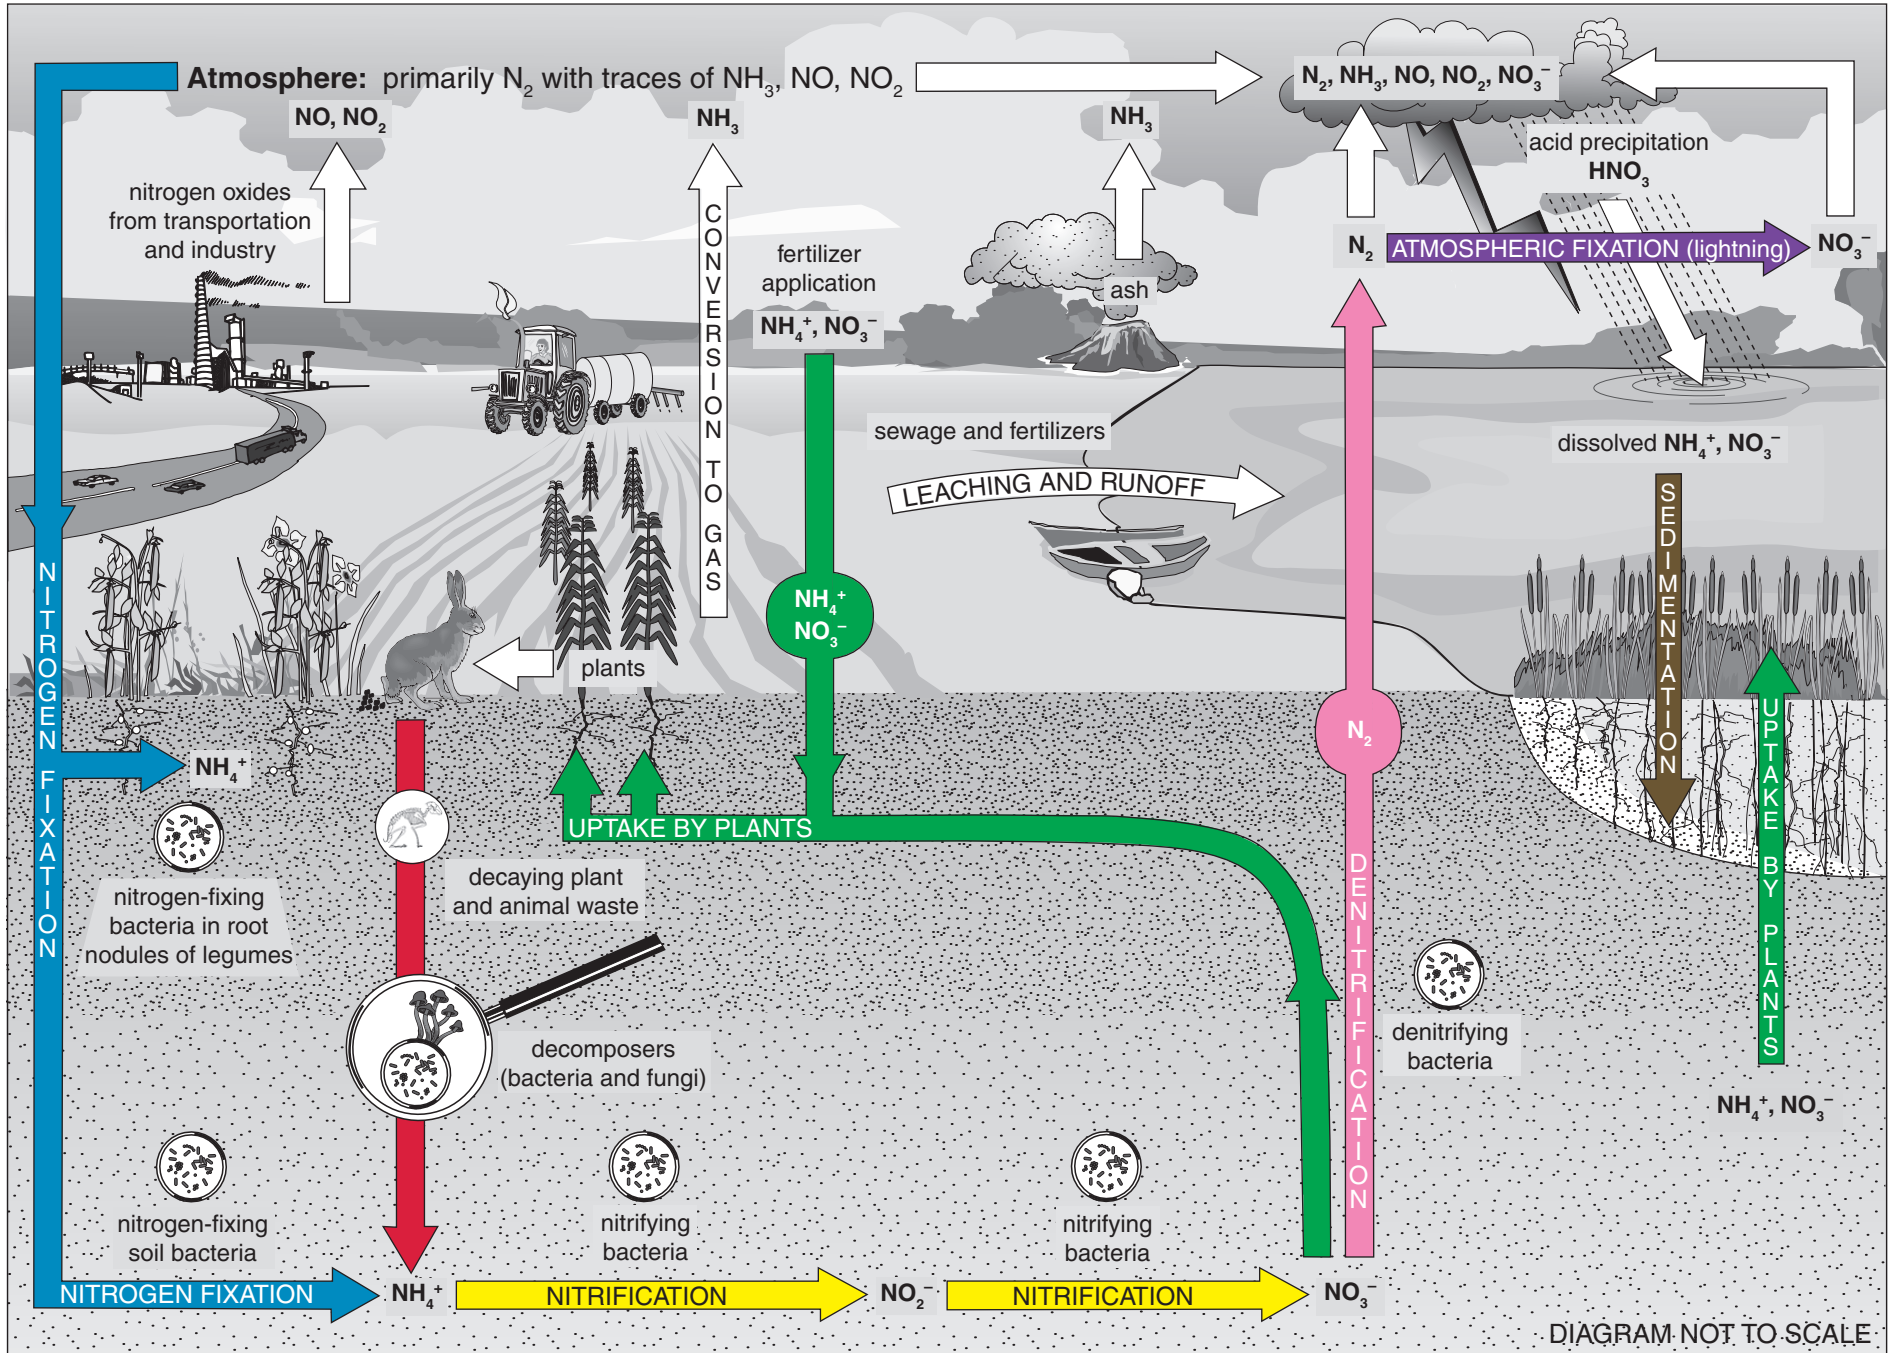 Atmosphere: primarily N₂ with traces of NH₃, NO, NO₂
N₂, NH₃, NO, NO₂, NO₃⁻
NO, NO₂
NH₃
NH₃
acid precipitation
HNO₃
nitrogen oxides
from transportation
and industry
CONVERSION TO GAS
fertilizer
application
NH₄⁺, NO₃⁻
ash
N₂
ATMOSPHERIC FIXATION (lightning)
NO₃⁻
sewage and fertilizers
LEACHING AND RUNOFF
dissolved NH₄⁺, NO₃⁻
SEDIMENTATION
NITROGEN FIXATION
NH₄⁺
NO₃⁻
plants
N₂
UPTAKE BY PLANTS
NH₄⁺
UPTAKE BY PLANTS
nitrogen-fixing
bacteria in root
nodules of legumes
decaying plant
and animal waste
DENITRIFICATION
decomposers
(bacteria and fungi)
denitrifying
bacteria
NH₄⁺, NO₃⁻
nitrogen-fixing
soil bacteria
nitrifying
bacteria
nitrifying
bacteria
NITROGEN FIXATION
NH₄⁺
NITRIFICATION
NO₂⁻
NITRIFICATION
NO₃⁻
DIAGRAM NOT TO SCALE